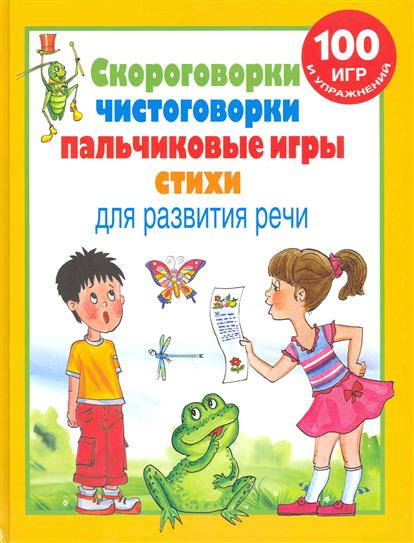 Скороговорки
чистоговорки
пальчиковые игры
стихи
для развития речи
100
ИГР
И УПРАЖНЕНИЙ